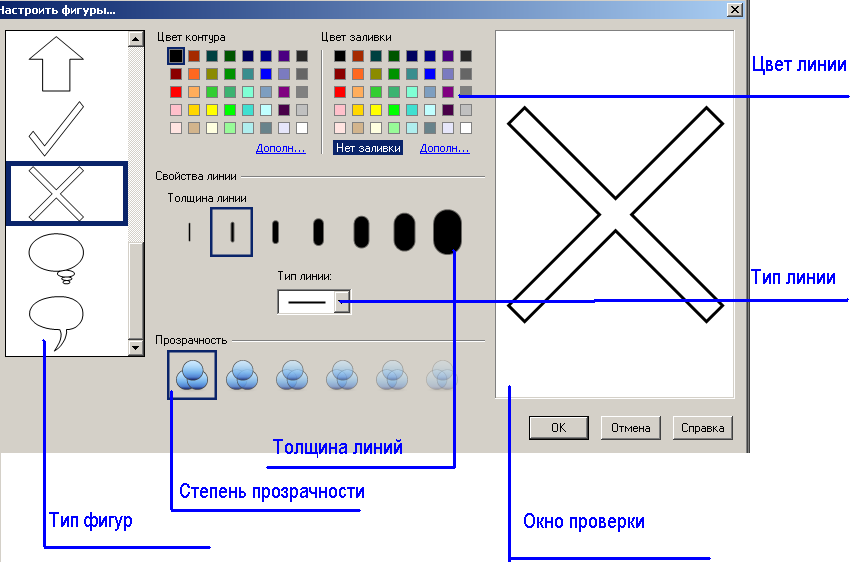 Настроить фигуры...
Цвет контура
Цвет заливки
Цвет линии
Дополн...
Нет заливки
Дополн...
Свойства линии
Толщина линии
Тип линии:
Тип линии
Прозрачность
OK
Отмена
Справка
Толщина линий
Степень прозрачности
Тип фигур
Окно проверки